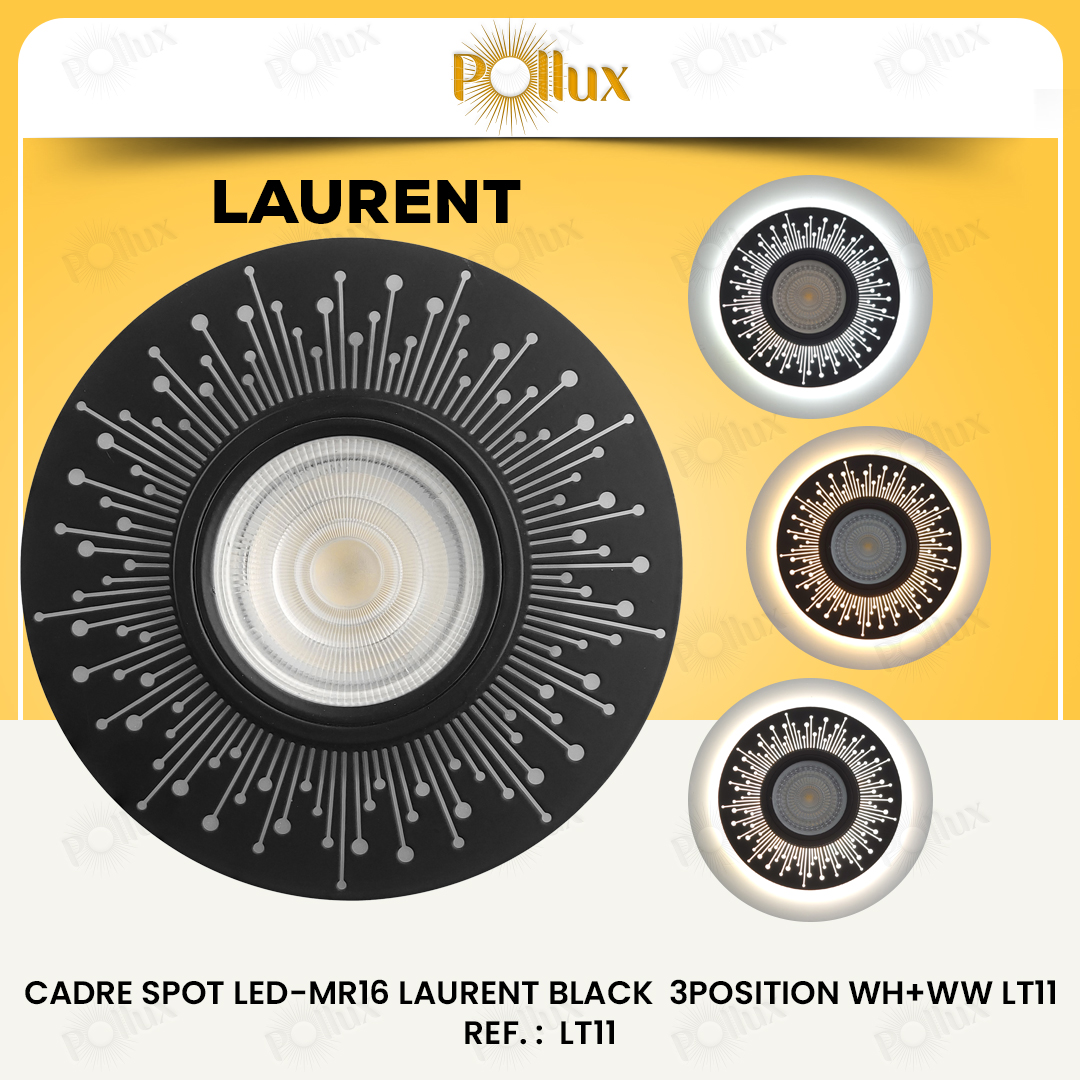 Pollux
LAURENT
CADRE SPOT LED-MR16 LAURENT BLACK 3POSITION WH+WW LT11
REF. : LT11